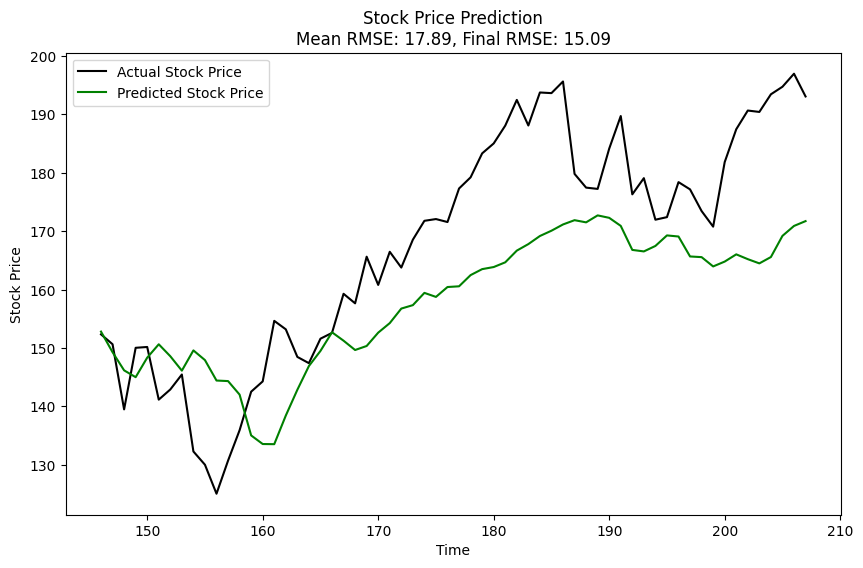 Stock Price Prediction
Mean RMSE: 17.89, Final RMSE: 15.09
Actual Stock Price
Predicted Stock Price
200
190
180
170
160
150
140
130
Stock Price
150
160
170
180
190
200
210
Time